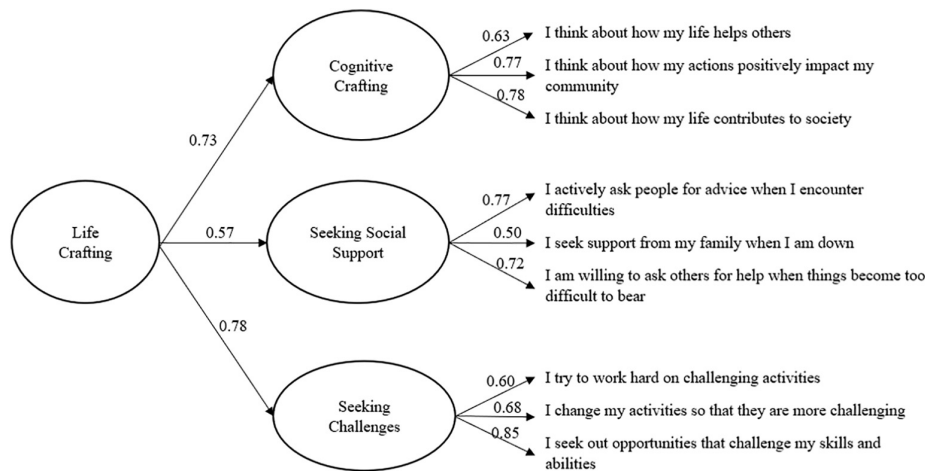 Life
Crafting
0.73
0.57
0.78
Cognitive
Crafting
0.63
I think about how my life helps others
0.77
I think about how my actions positively impact my
community
0.78
I think about how my life contributes to society
Seeking Social
Support
0.77
I actively ask people for advice when I encounter
difficulties
0.50
I seek support from my family when I am down
0.72
I am willing to ask others for help when things become too
difficult to bear
Seeking
Challenges
0.60
I try to work hard on challenging activities
0.68
I change my activities so that they are more challenging
0.85
I seek out opportunities that challenge my skills and
abilities